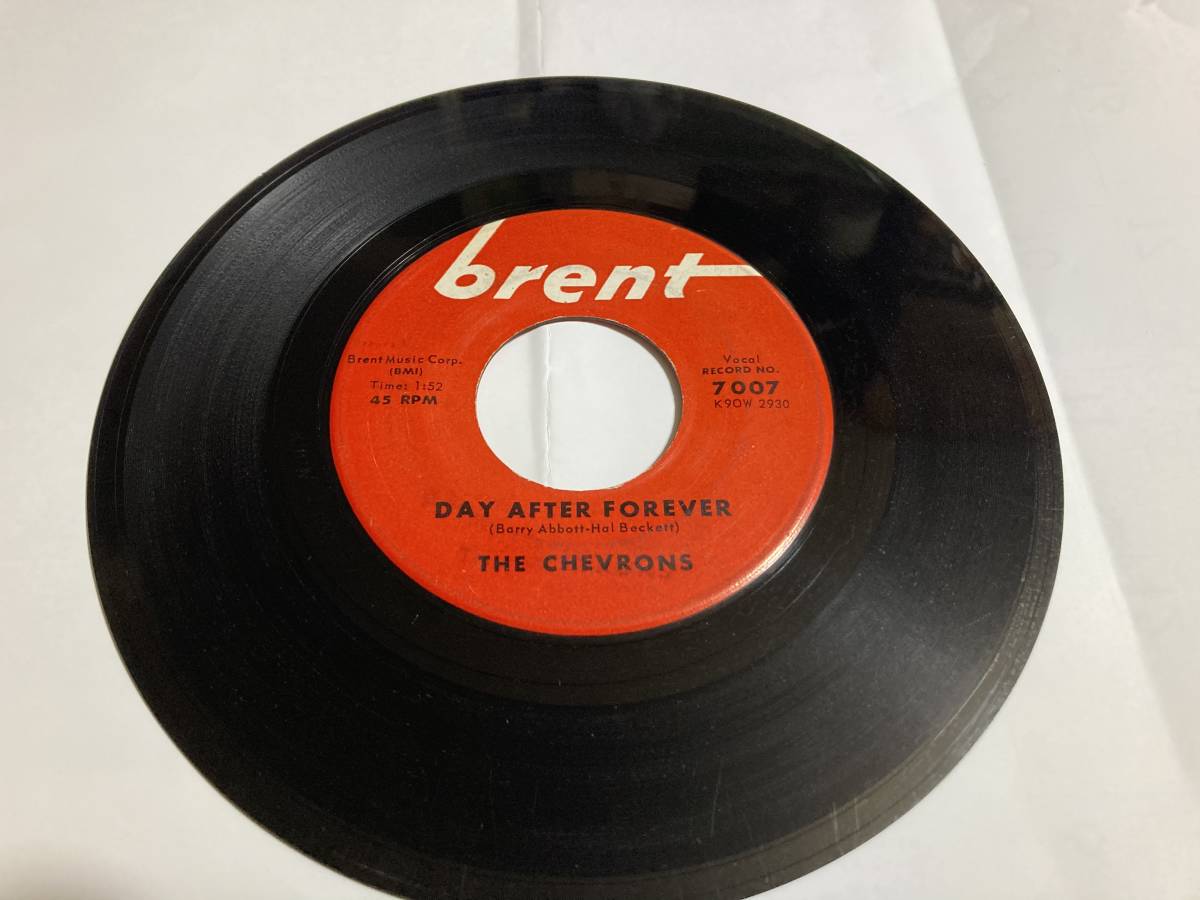 brent
Brent Music Corp.
(BMI)
Time: 1:52
45 RPM
Vocal
RECORD NO.
7007
K9OW 2930
DAY AFTER FOREVER
(Barry Abbott-Hal Beckett)
THE CHEVRONS